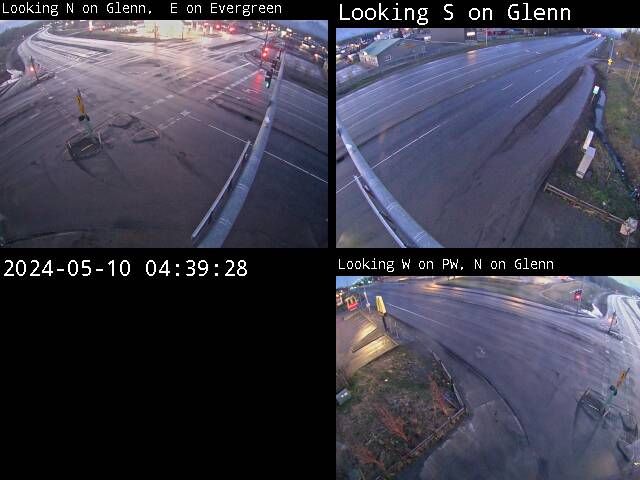 Looking N on Glenn,  E on Evergreen
Looking S on Glenn
2024-05-10 04:39:28
Looking W on PW, N on Glenn